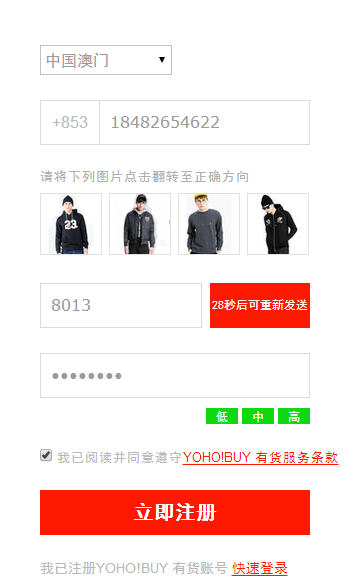 中国澳门
+853 18482654622
请将下列图片点击翻转至正确方向
23
8013 28秒后可重新发送
••••••••
低 中 高
我已阅读并同意遵守YOHO!BUY 有货服务条款
立即注册
我已注册YOHO!BUY 有货账号 快速登录